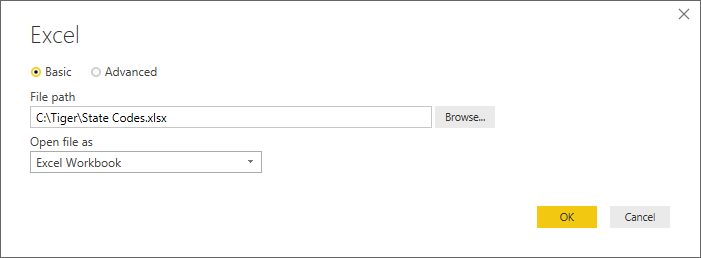 Excel
Basic Advanced
File path
C:\Tiger\State Codes.xlsx Browse...
Open file as
Excel Workbook
OK Cancel